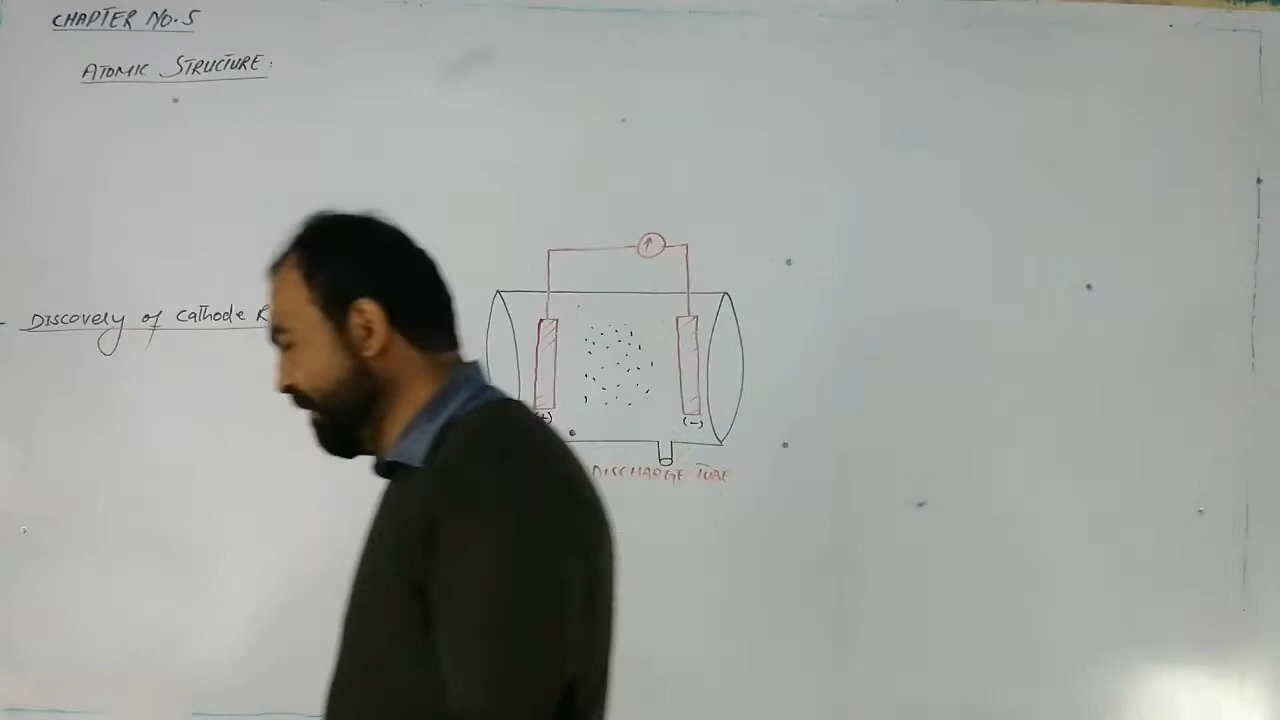 CHAPTER NO.5
ATOMIC STRUCTURE:
- DISCOVERY OF CATHODE R
(+)
(-)
DISCHARGE TUBE